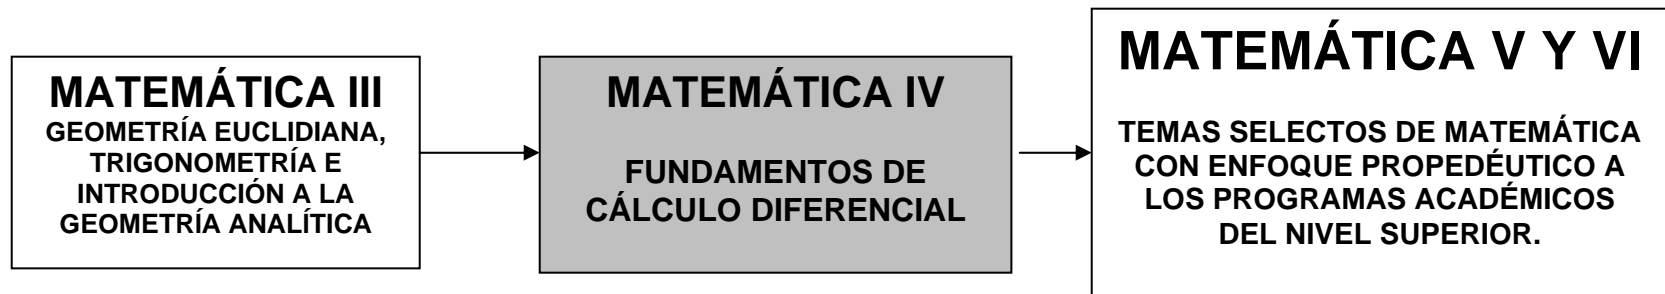 MATEMÁTICA III
GEOMETRÍA EUCLIDIANA,
TRIGONOMETRÍA E
INTRODUCCIÓN A LA
GEOMETRÍA ANALÍTICA
MATEMÁTICA IV
FUNDAMENTOS DE
CÁLCULO DIFERENCIAL
MATEMÁTICA V Y VI
TEMAS SELECTOS DE MATEMÁTICA
CON ENFOQUE PROPEDÉUTICO A
LOS PROGRAMAS ACADÉMICOS
DEL NIVEL SUPERIOR.